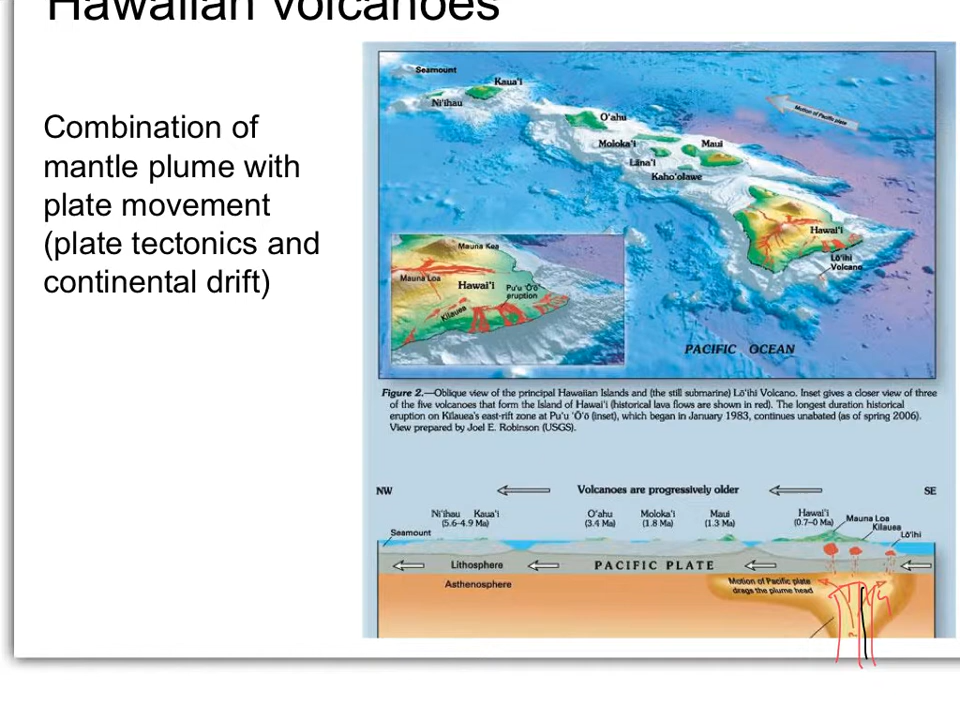 Hawaiian volcanoes
Combination of
mantle plume with
plate movement
(plate tectonics and
continental drift)
Seamount
Kaua'i
Ni'ihau
O'ahu
Motion of Pacific plate
Moloka'i
Maui
Lāna'i
Kaho'olawe
Hawai'i
Lō'ihi
Volcano
Mauna Kea
Mauna Loa
Hawai'i
Pu'u 'Ō'ō
eruption
Kilauea
PACIFIC OCEAN
Figure 2.—Oblique view of the principal Hawaiian Islands and (the still submarine) Lō'ihi Volcano. Inset gives a closer view of three
of the five volcanoes that form the Island of Hawai'i (historical lava flows are shown in red). The longest duration historical
eruption on Kīlauea's east-rift zone at Pu'u 'Ō'ō (inset), which began in January 1983, continues unabated (as of spring 2006).
View prepared by Joel E. Robinson (USGS).
NW
Volcanoes are progressively older
SE
Ni'ihau Kaua'i
(5.6-4.9 Ma)
O'ahu
(3.4 Ma)
Moloka'i
(1.8 Ma)
Maui
(1.3 Ma)
Hawai'i
(0.7-0 Ma)
Mauna Loa
Kilauea
Lō'ihi
Seamount
Lithosphere
PACIFIC PLATE
Asthenosphere
Motion of Pacific plate
drags the plume head